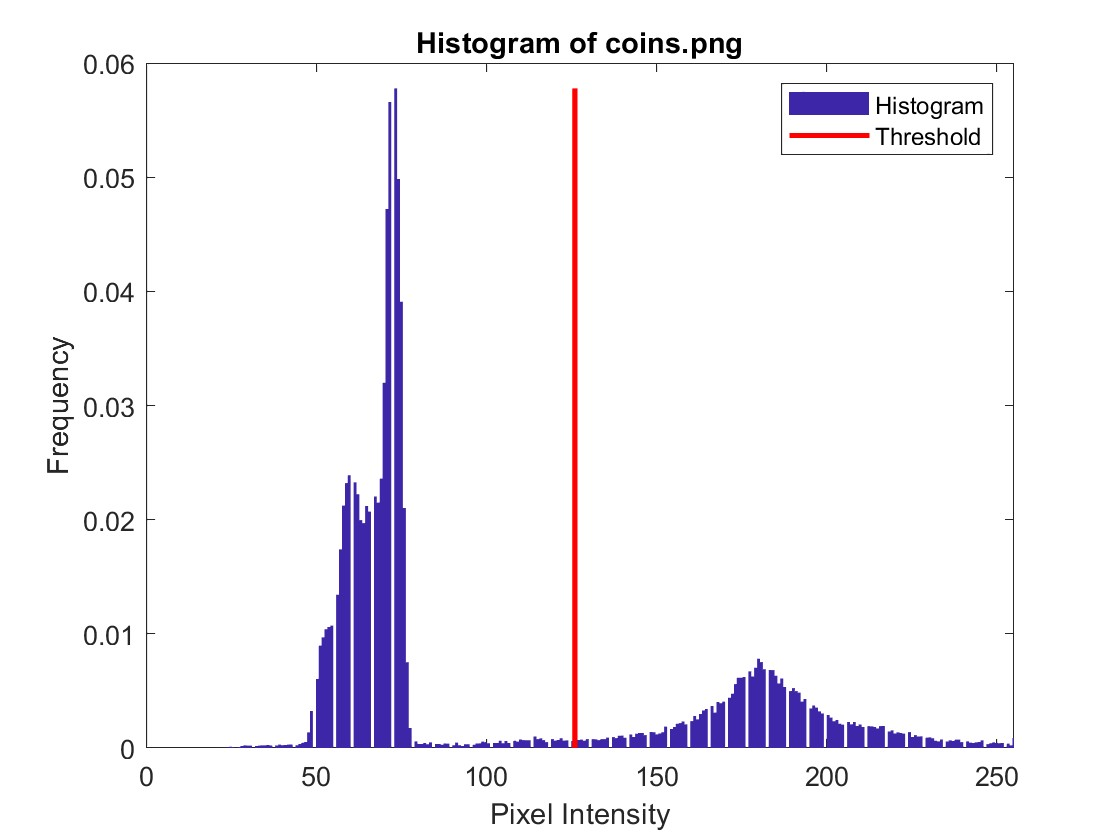 Histogram of coins.png
0.06
0.05
0.04
0.03
0.02
0.01
0
Frequency
Histogram
Threshold
0 50 100 150 200 250
Pixel Intensity